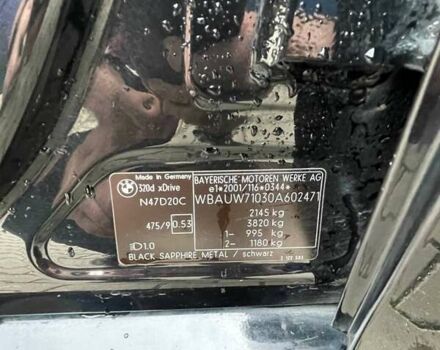 Made in Germany
320d xDrive
N47D20C
475/9 0.53
1.0
BLACK SAPPHIRE METAL / schwarz
BAYERISCHE MOTOREN WERKE AG
e1*2001/116*0344*
WBAUW71030A602471
2145 kg
3820 kg
1- 995 kg
2- 1180 kg